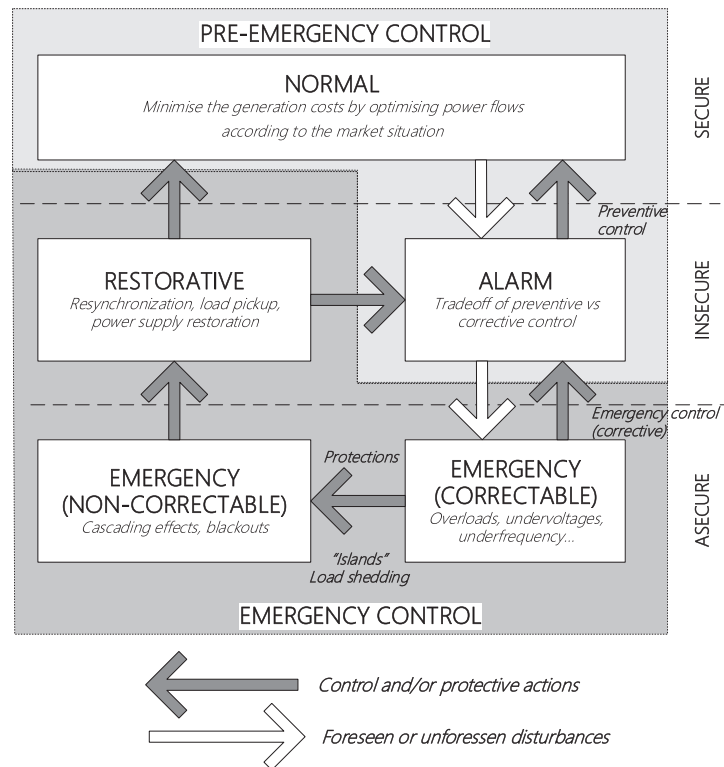 PRE-EMERGENCY CONTROL
NORMAL
Minimise the generation costs by optimising power flows
according to the market situation
SECURE
Preventive
control
RESTORATIVE
Resynchronization, load pickup,
power supply restoration
ALARM
Tradeoff of preventive vs
corrective control
INSECURE
Emergency control
(corrective)
Protections
EMERGENCY
(NON-CORRECTABLE)
Cascading effects, blackouts
EMERGENCY
(CORRECTABLE)
Overloads, undervoltages,
underfrequency...
ASECURE
"Islands"
Load shedding
EMERGENCY CONTROL
Control and/or protective actions
Foreseen or unforessen disturbances